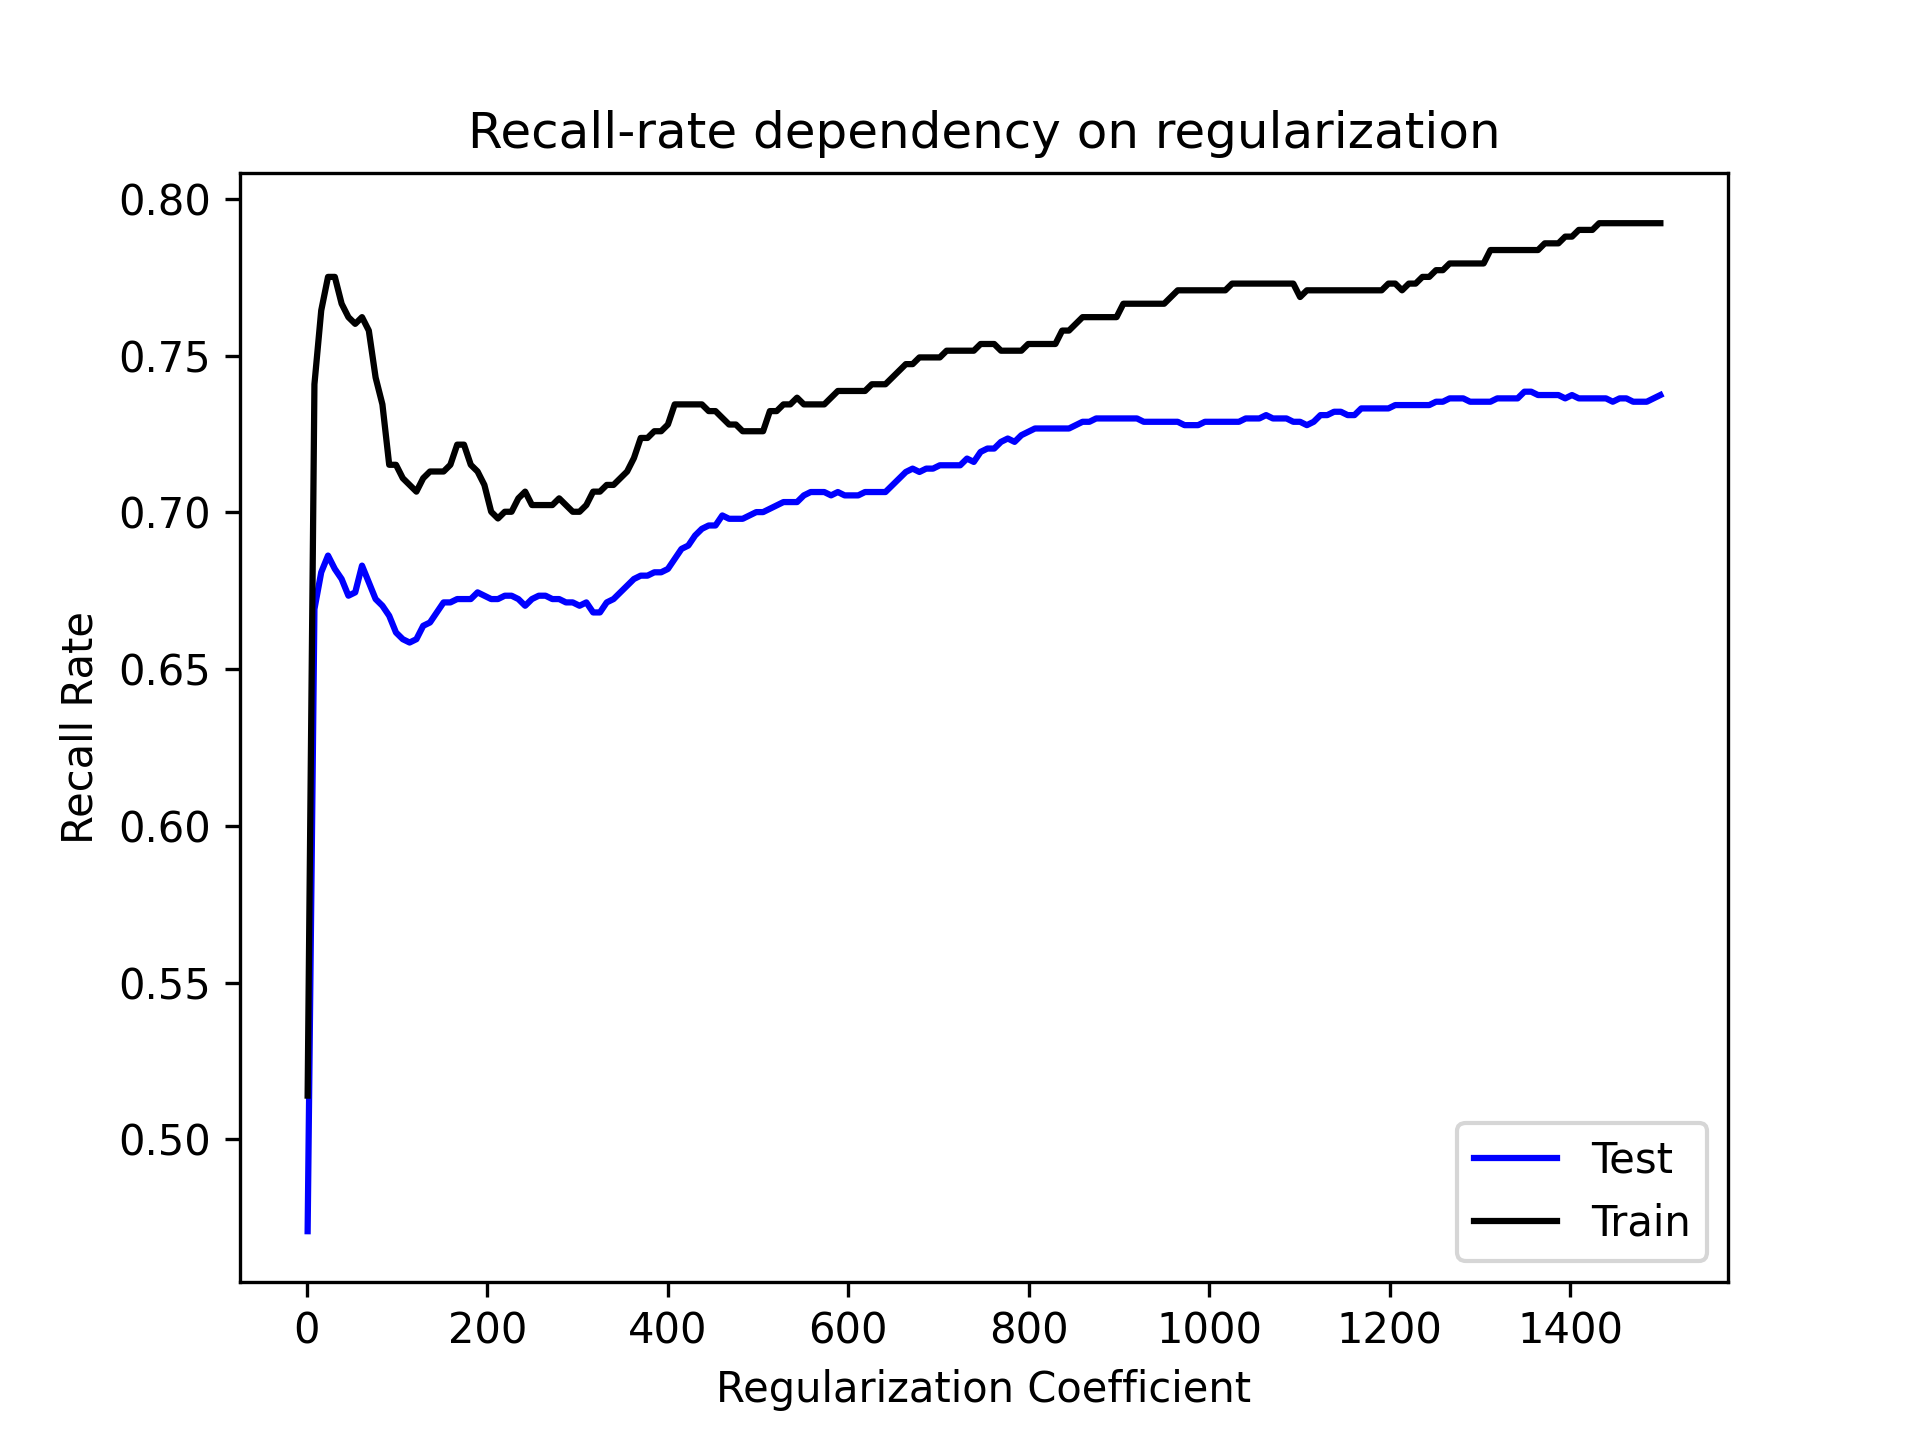 Recall-rate dependency on regularization
0.80
0.75
0.70
0.65
0.60
0.55
0.50
Recall Rate
0 200 400 600 800 1000 1200 1400
Regularization Coefficient
Test
Train